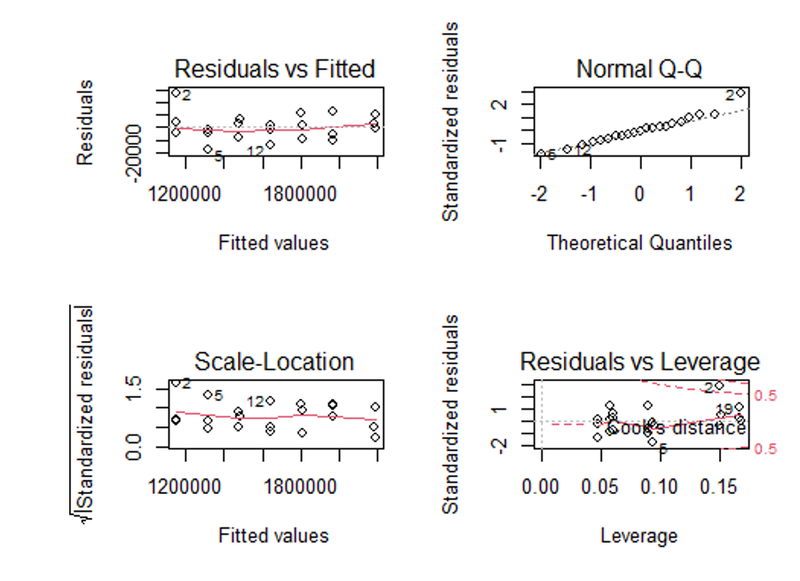 Residuals vs Fitted
Residuals
-20000
2
5
12
1200000 1800000
Fitted values
Normal Q-Q
Standardized residuals
2
-1
2
5
12
-2 -1 0 1 2
Theoretical Quantiles
Scale-Location
√|Standardized residuals|
1.5
0.0
2
5
12
1200000 1800000
Fitted values
Residuals vs Leverage
Standardized residuals
1
-2
2
19
5
Cook's distance
0.5
0.5
0.00 0.05 0.10 0.15
Leverage